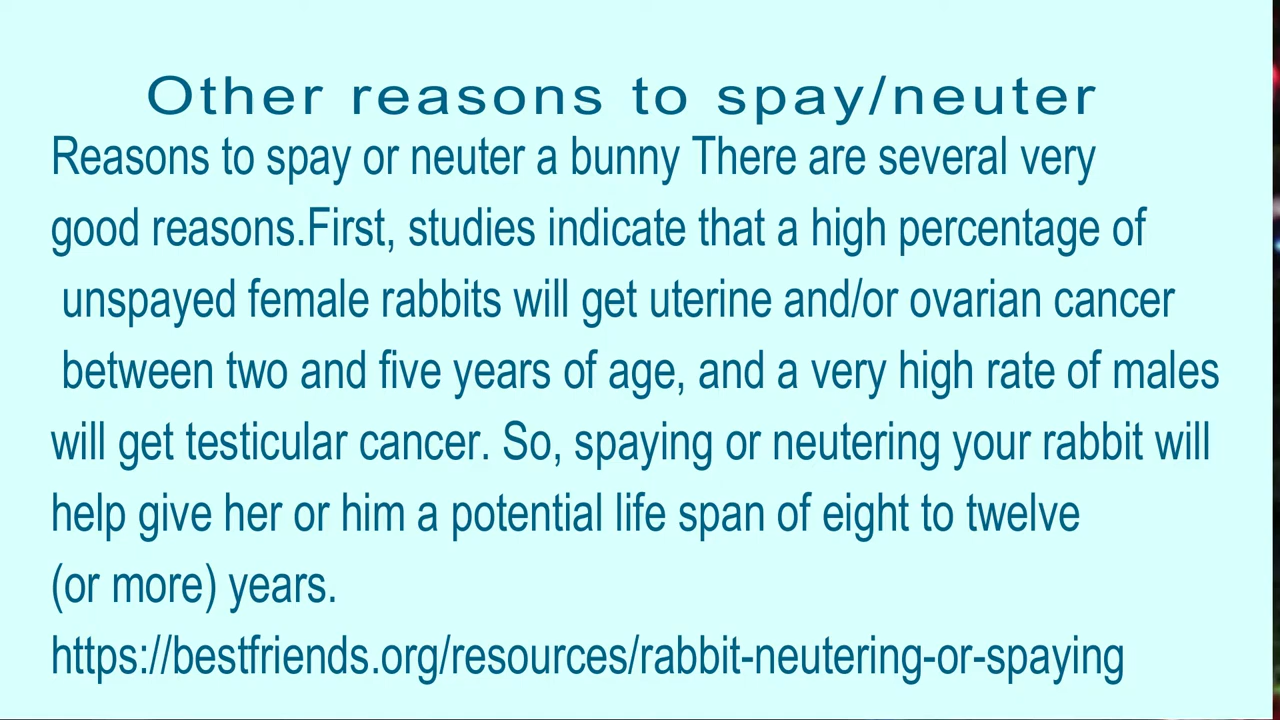 Other reasons to spay/neuter
Reasons to spay or neuter a bunny There are several very
good reasons.First, studies indicate that a high percentage of
unspayed female rabbits will get uterine and/or ovarian cancer
between two and five years of age, and a very high rate of males
will get testicular cancer. So, spaying or neutering your rabbit will
help give her or him a potential life span of eight to twelve
(or more) years.
https://bestfriends.org/resources/rabbit-neutering-or-spaying